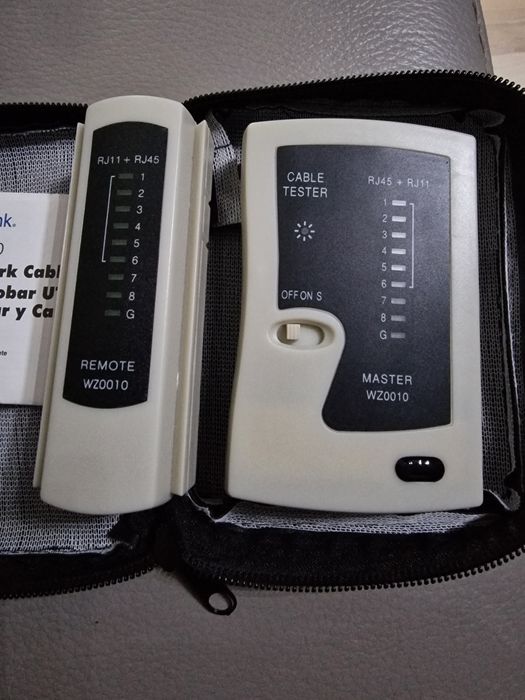 RJ11 + RJ45
1
2
3
4
5
6
7
8
G
REMOTE
WZ0010
CABLE
TESTER
RJ45 + RJ11
1
2
3
4
5
6
7
8
G
OFF ON S
MASTER
WZ0010